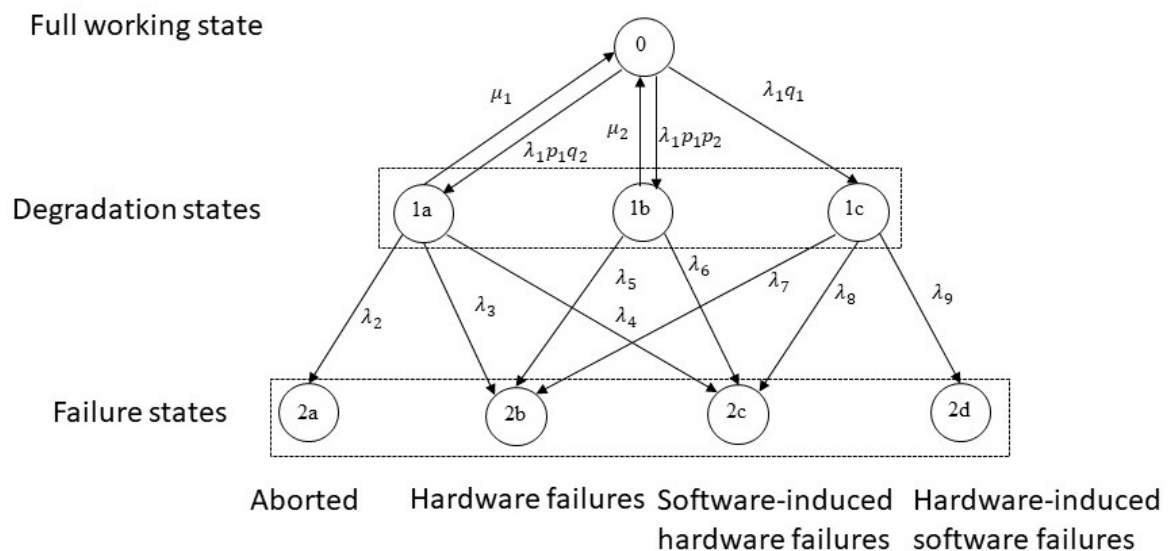 Full working state
0
μ₁
λ₁p₁q₂
μ₂
λ₁p₁p₂
λ₁q₁
Degradation states
1a
1b
1c
λ₂
λ₃
λ₄
λ₅
λ₆
λ₇
λ₈
λ₉
Failure states
2a
2b
2c
2d
Aborted
Hardware failures
Software-induced
hardware failures
Hardware-induced
software failures